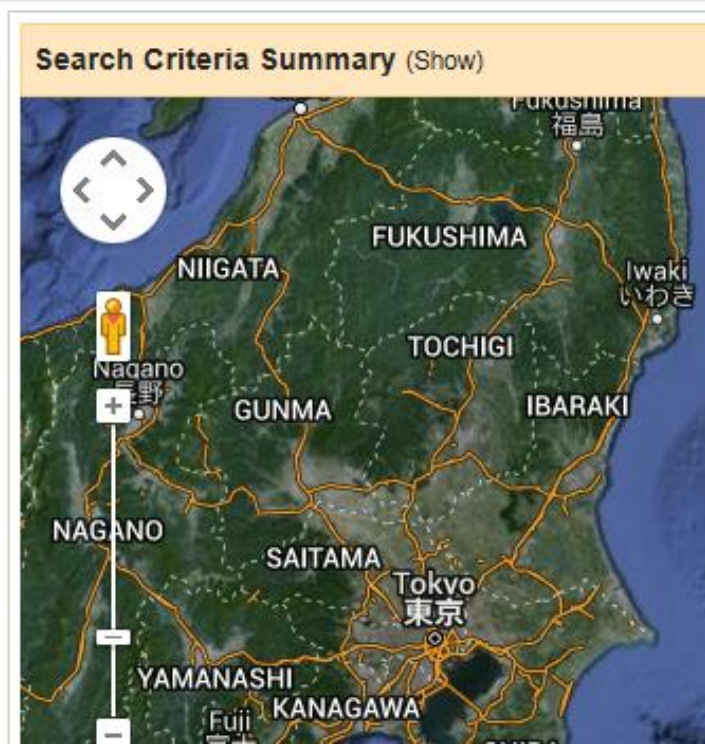 Search Criteria Summary (Show)
Fukushima
福島
FUKUSHIMA
NIIGATA
Iwaki
いわき
TOCHIGI
Nagano
長野
GUNMA
IBARAKI
NAGANO
SAITAMA
Tokyo
東京
YAMANASHI
KANAGAWA
Fuji